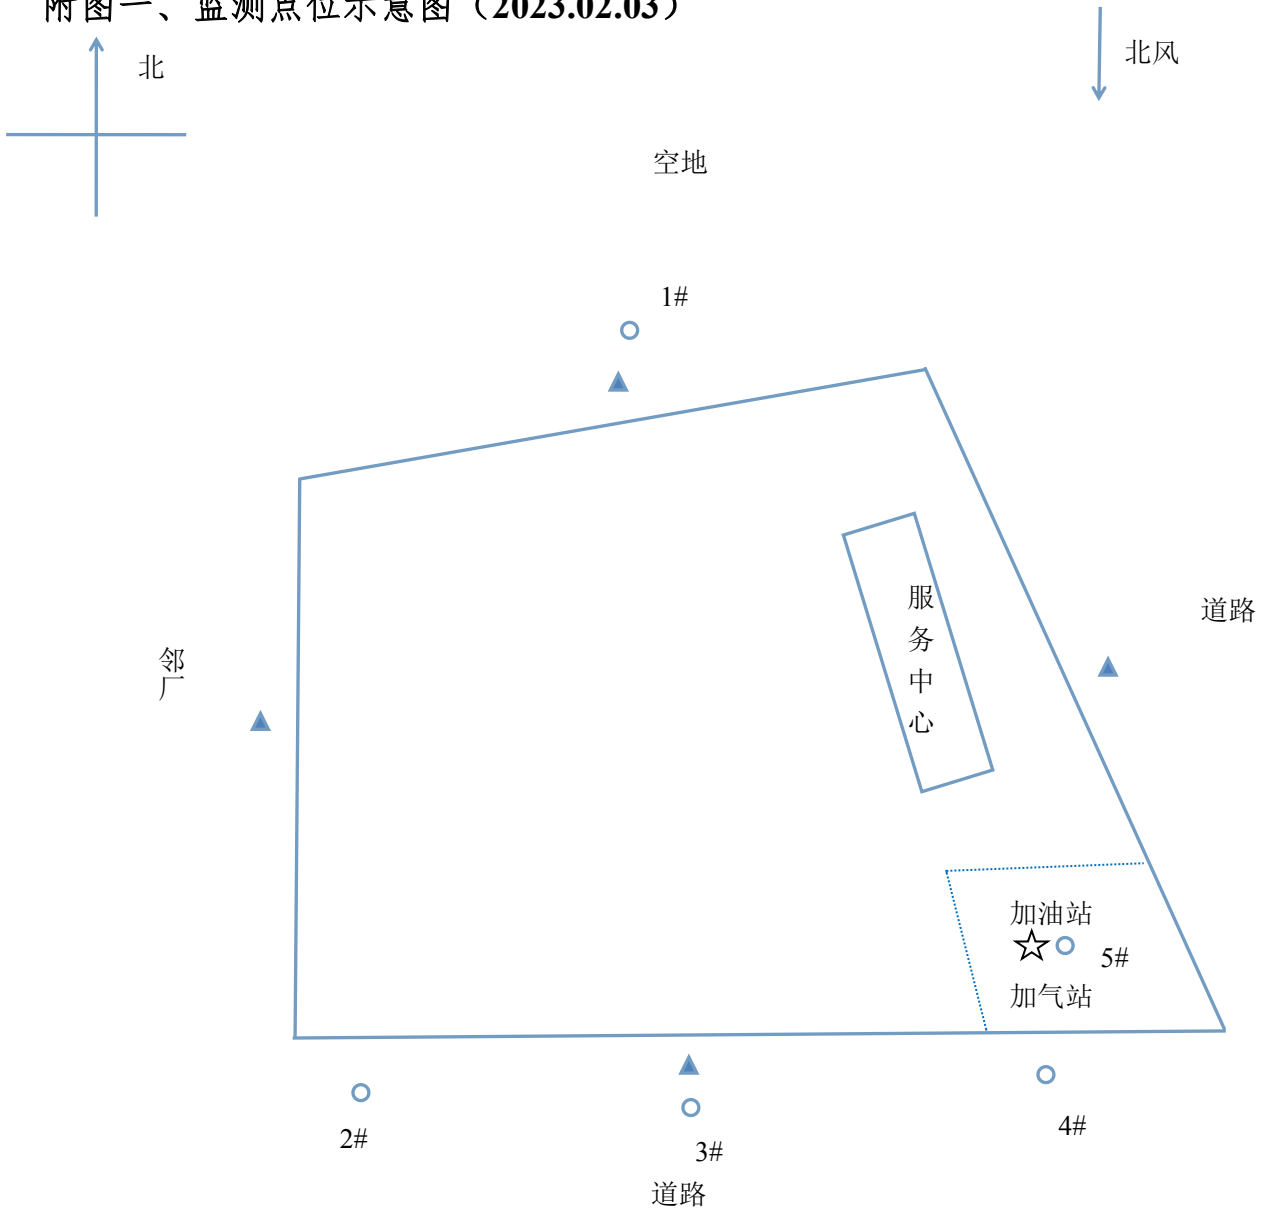 附图一、监测点位示意图（2023.02.03）
北
北风
空地
1#
服
务
中
心
道路
邻
厂
加油站
5#
加气站
2#
3#
4#
道路